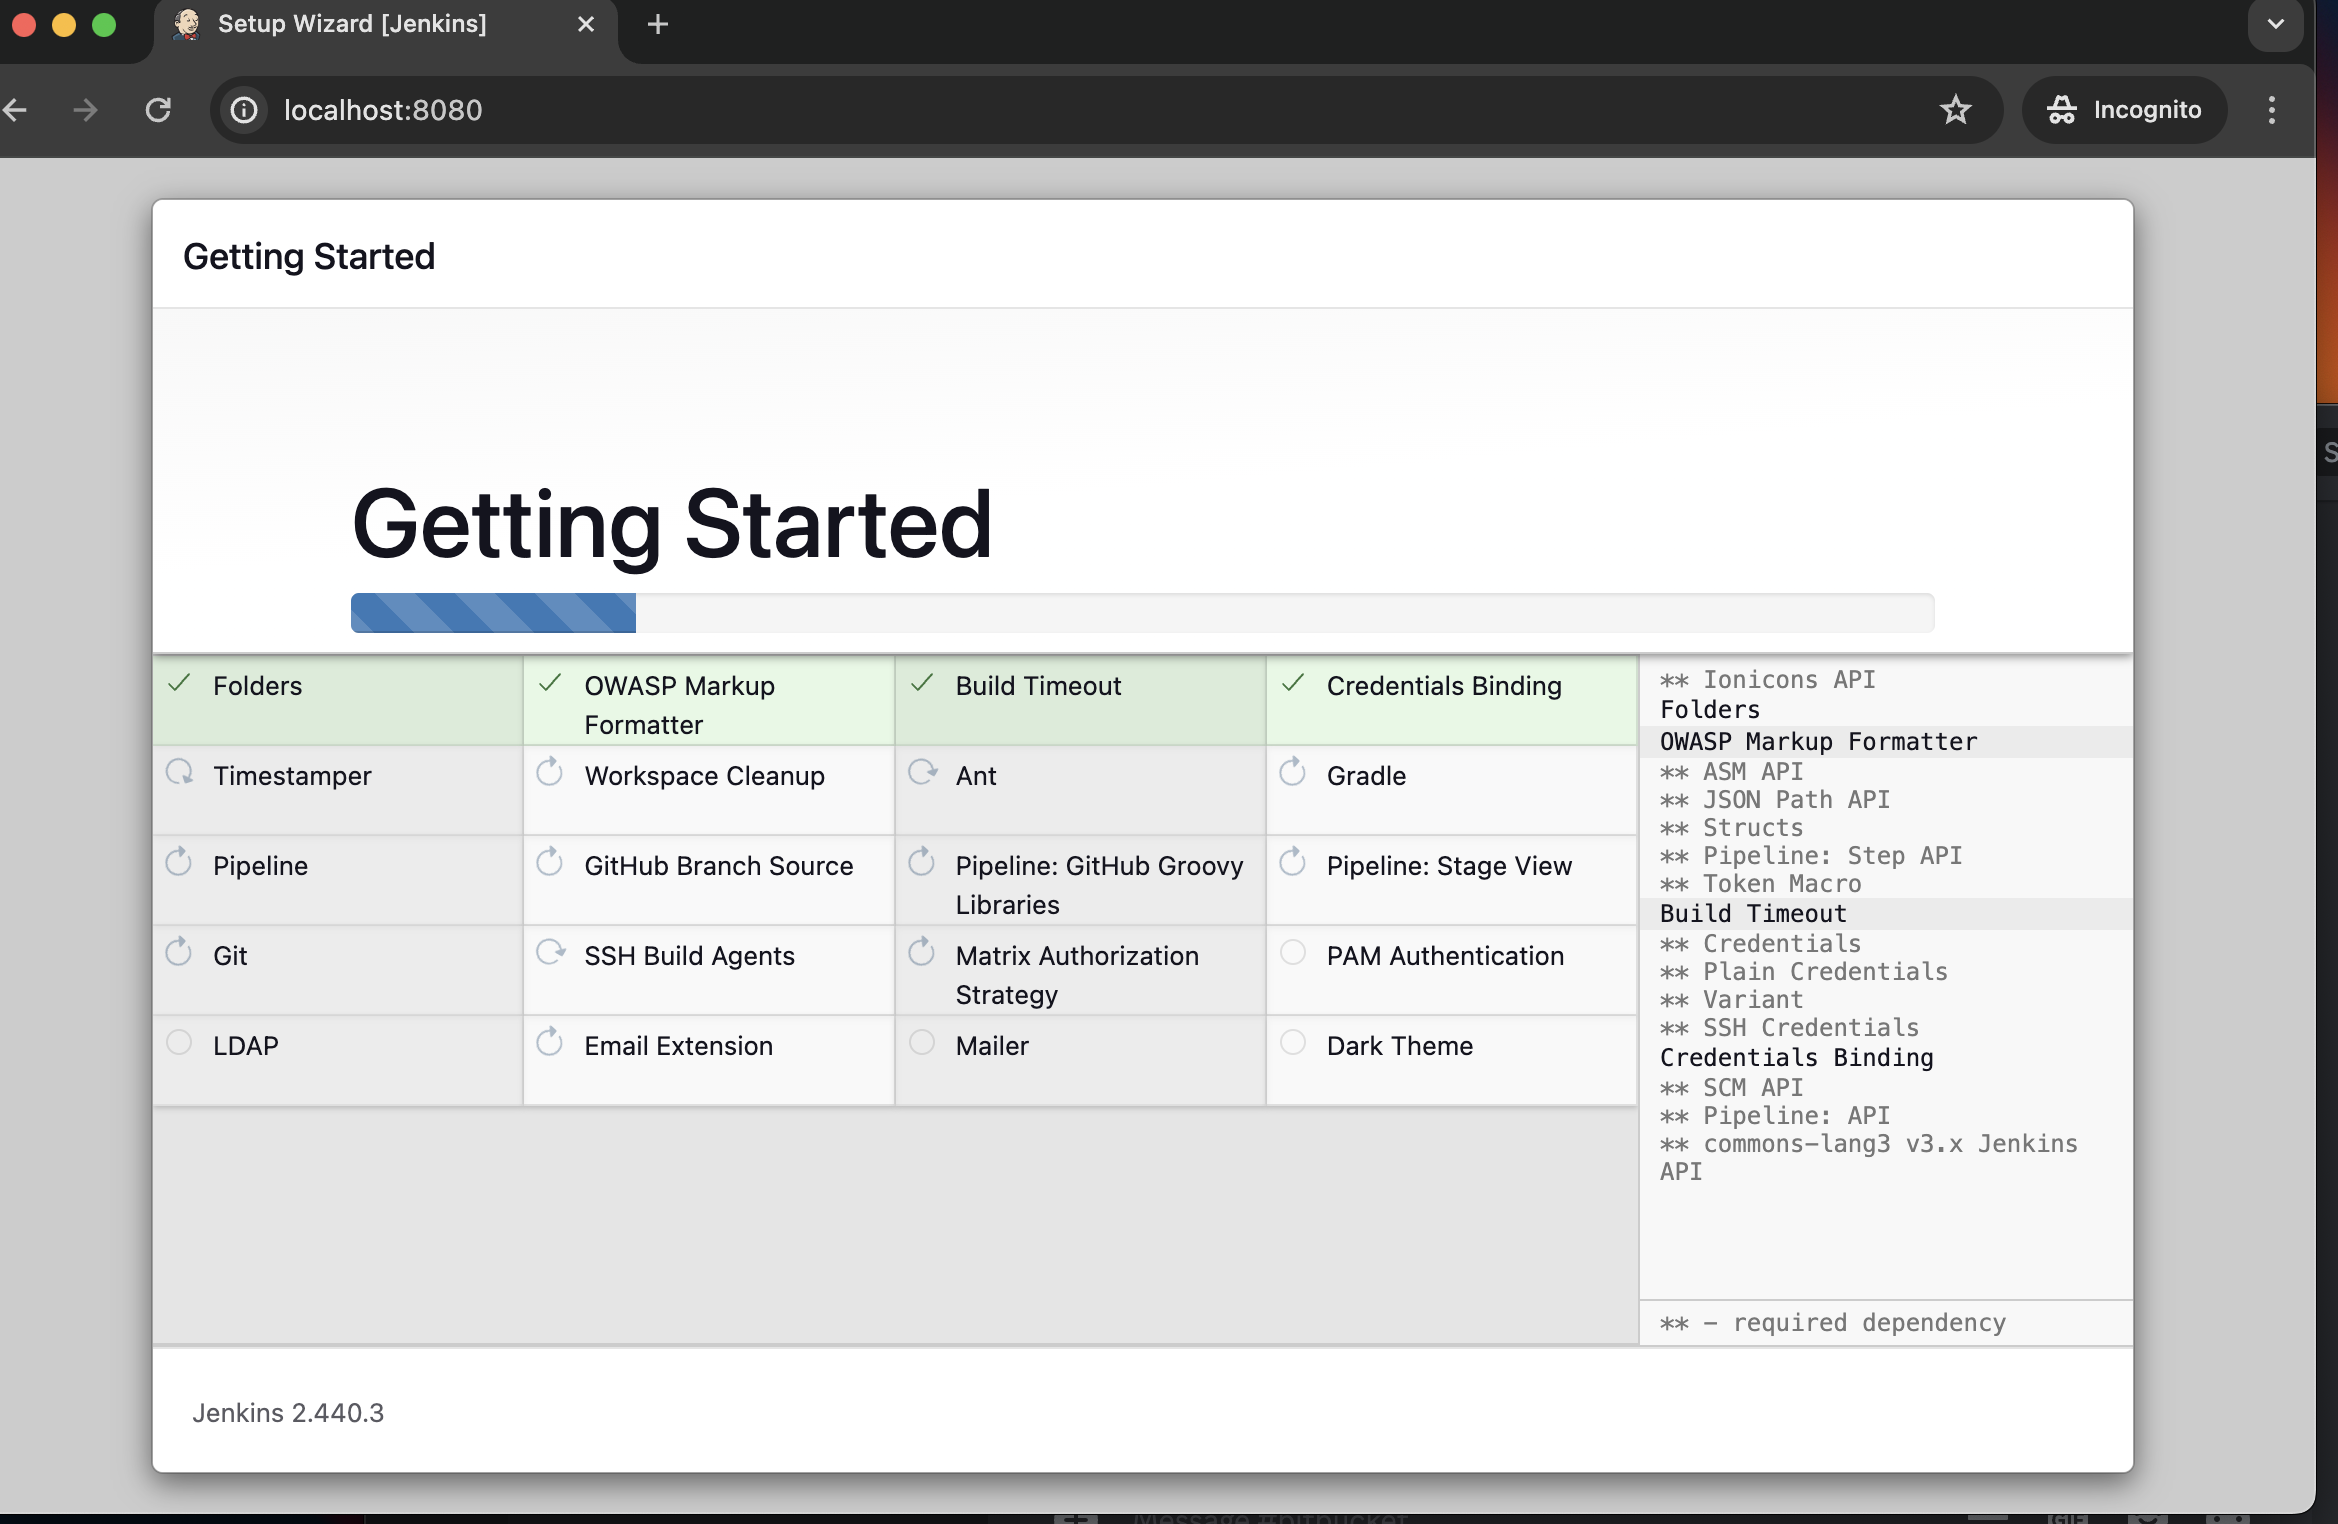 Setup Wizard [Jenkins]
localhost:8080
Incognito
Getting Started
Getting Started
Folders
OWASP Markup
Formatter
Build Timeout
Credentials Binding
Timestamper
Workspace Cleanup
Ant
Gradle
Pipeline
GitHub Branch Source
Pipeline: GitHub Groovy
Libraries
Pipeline: Stage View
Git
SSH Build Agents
Matrix Authorization
Strategy
PAM Authentication
LDAP
Email Extension
Mailer
Dark Theme
** Ionicons API
Folders
OWASP Markup Formatter
** ASM API
** JSON Path API
** Structs
** Pipeline: Step API
** Token Macro
Build Timeout
** Credentials
** Plain Credentials
** Variant
** SSH Credentials
Credentials Binding
** SCM API
** Pipeline: API
** commons-lang3 v3.x Jenkins
API
** - required dependency
Jenkins 2.440.3
S
Message #bitbucket
GIF